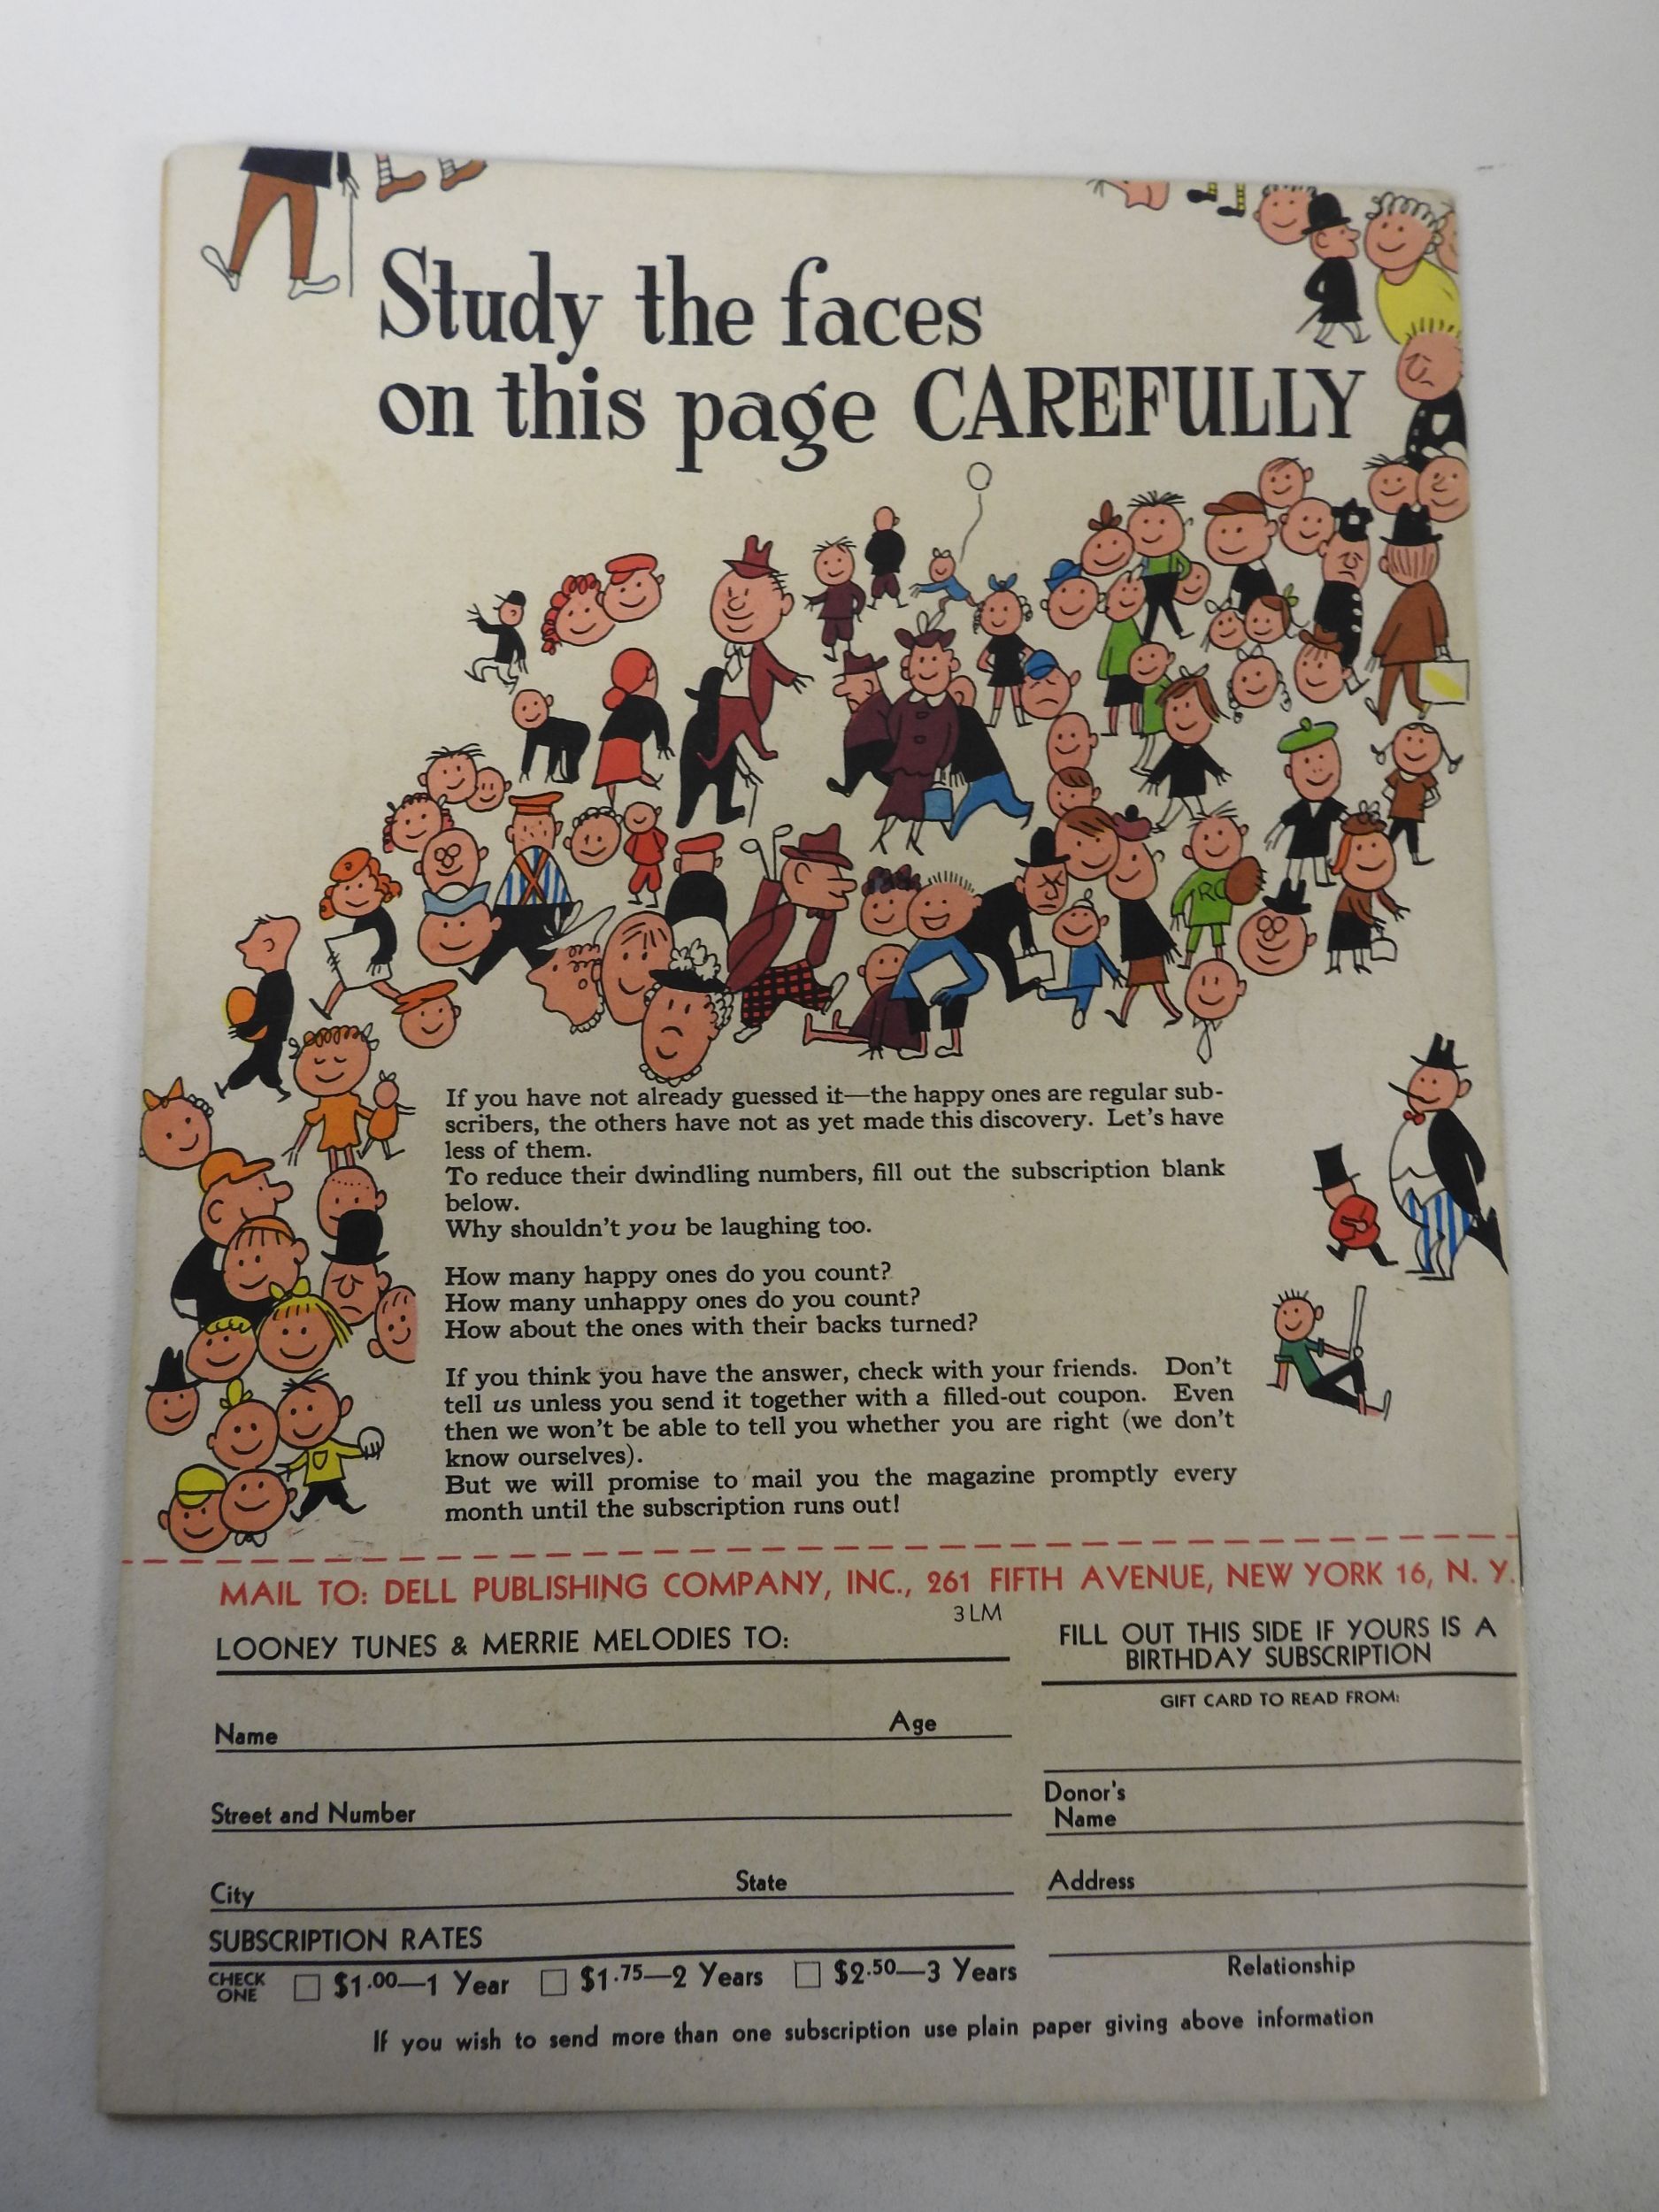 Study the faces
on this page CAREFULLY
RC
If you have not already guessed it—the happy ones are regular sub-
scribers, the others have not as yet made this discovery. Let's have
less of them.
To reduce their dwindling numbers, fill out the subscription blank
below.
Why shouldn't you be laughing too.
How many happy ones do you count?
How many unhappy ones do you count?
How about the ones with their backs turned?
If you think you have the answer, check with your friends. Don't
tell us unless you send it together with a filled-out coupon. Even
then we won't be able to tell you whether you are right (we don't
know ourselves).
But we will promise to mail you the magazine promptly every
month until the subscription runs out!
MAIL TO: DELL PUBLISHING COMPANY, INC., 261 FIFTH AVENUE, NEW YORK 16, N. Y.
3LM
LOONEY TUNES & MERRIE MELODIES TO:
Name Age
Street and Number
City State
SUBSCRIPTION RATES
CHECK
ONE
$1.00—1 Year $1.75—2 Years $2.50—3 Years
FILL OUT THIS SIDE IF YOURS IS A
BIRTHDAY SUBSCRIPTION
GIFT CARD TO READ FROM:
Donor's
Name
Address
Relationship
If you wish to send more than one subscription use plain paper giving above information